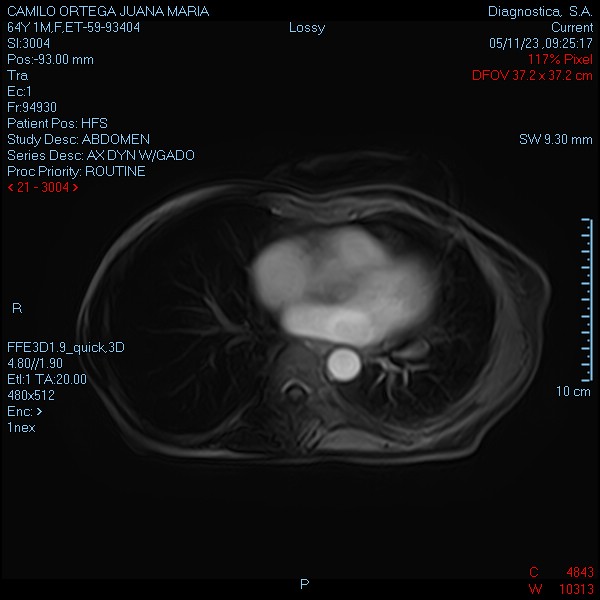 CAMILO ORTEGA JUANA MARIA
64Y 1M,F,ET-59-93404
SI:3004
Pos:-93.00 mm
Tra
Ec:1
Fr:94930
Patient Pos: HFS
Study Desc: ABDOMEN
Series Desc: AX DYN W/GADO
Proc Priority: ROUTINE
< 21 - 3004 >
Lossy
Diagnostica, S.A.
Current
05/11/23 ,09:25:17
117% Pixel
DFOV 37.2 x 37.2 cm
SW 9.30 mm
R
FFE3D1.9_quick,3D
4.80//1.90
Etl:1 TA:20.00
480x512
Enc: >
1nex
10 cm
P
C 4843
W 10313